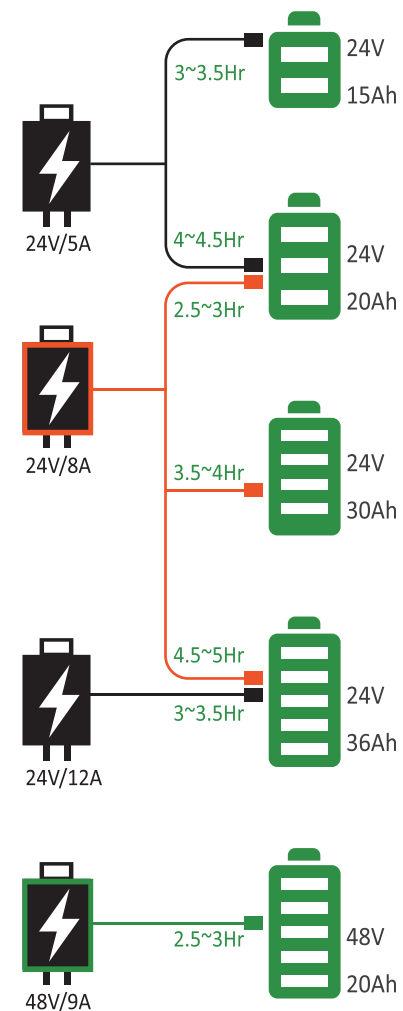 24V
3~3.5Hr
15Ah
24V/5A
4~4.5Hr
24V
20Ah
2.5~3Hr
24V/8A
3.5~4Hr
24V
30Ah
4.5~5Hr
24V
3~3.5Hr
36Ah
24V/12A
2.5~3Hr
48V
20Ah
48V/9A